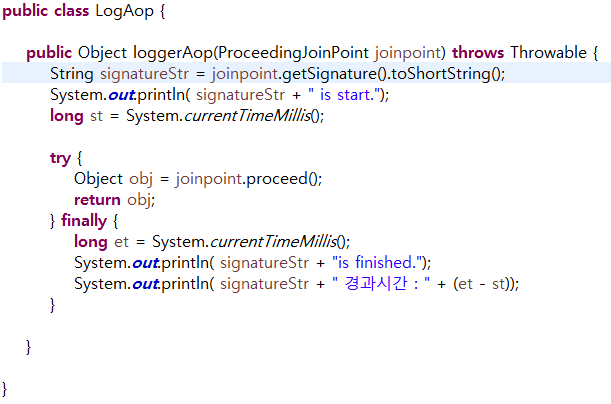 public class LogAop {
public Object loggerAop(ProceedingJoinPoint joinpoint) throws Throwable {
String signatureStr = joinpoint.getSignature().toShortString();
System.out.println( signatureStr + " is start.");
long st = System.currentTimeMillis();
try {
Object obj = joinpoint.proceed();
return obj;
} finally {
long et = System.currentTimeMillis();
System.out.println( signatureStr + "is finished.");
System.out.println( signatureStr + " 경과시간 : " + (et - st));
}
}
}